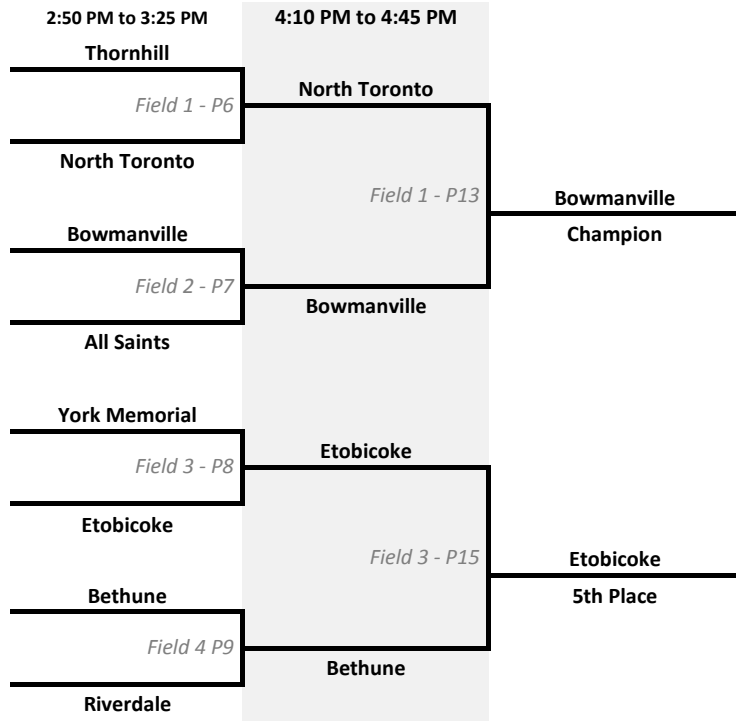 2:50 PM to 3:25 PM
4:10 PM to 4:45 PM
Thornhill
Field 1 - P6
North Toronto
North Toronto
Field 1 - P13
Bowmanville
Champion
Bowmanville
Field 2 - P7
Bowmanville
All Saints
York Memorial
Field 3 - P8
Etobicoke
Etobicoke
Field 3 - P15
Etobicoke
5th Place
Bethune
Field 4 P9
Bethune
Riverdale